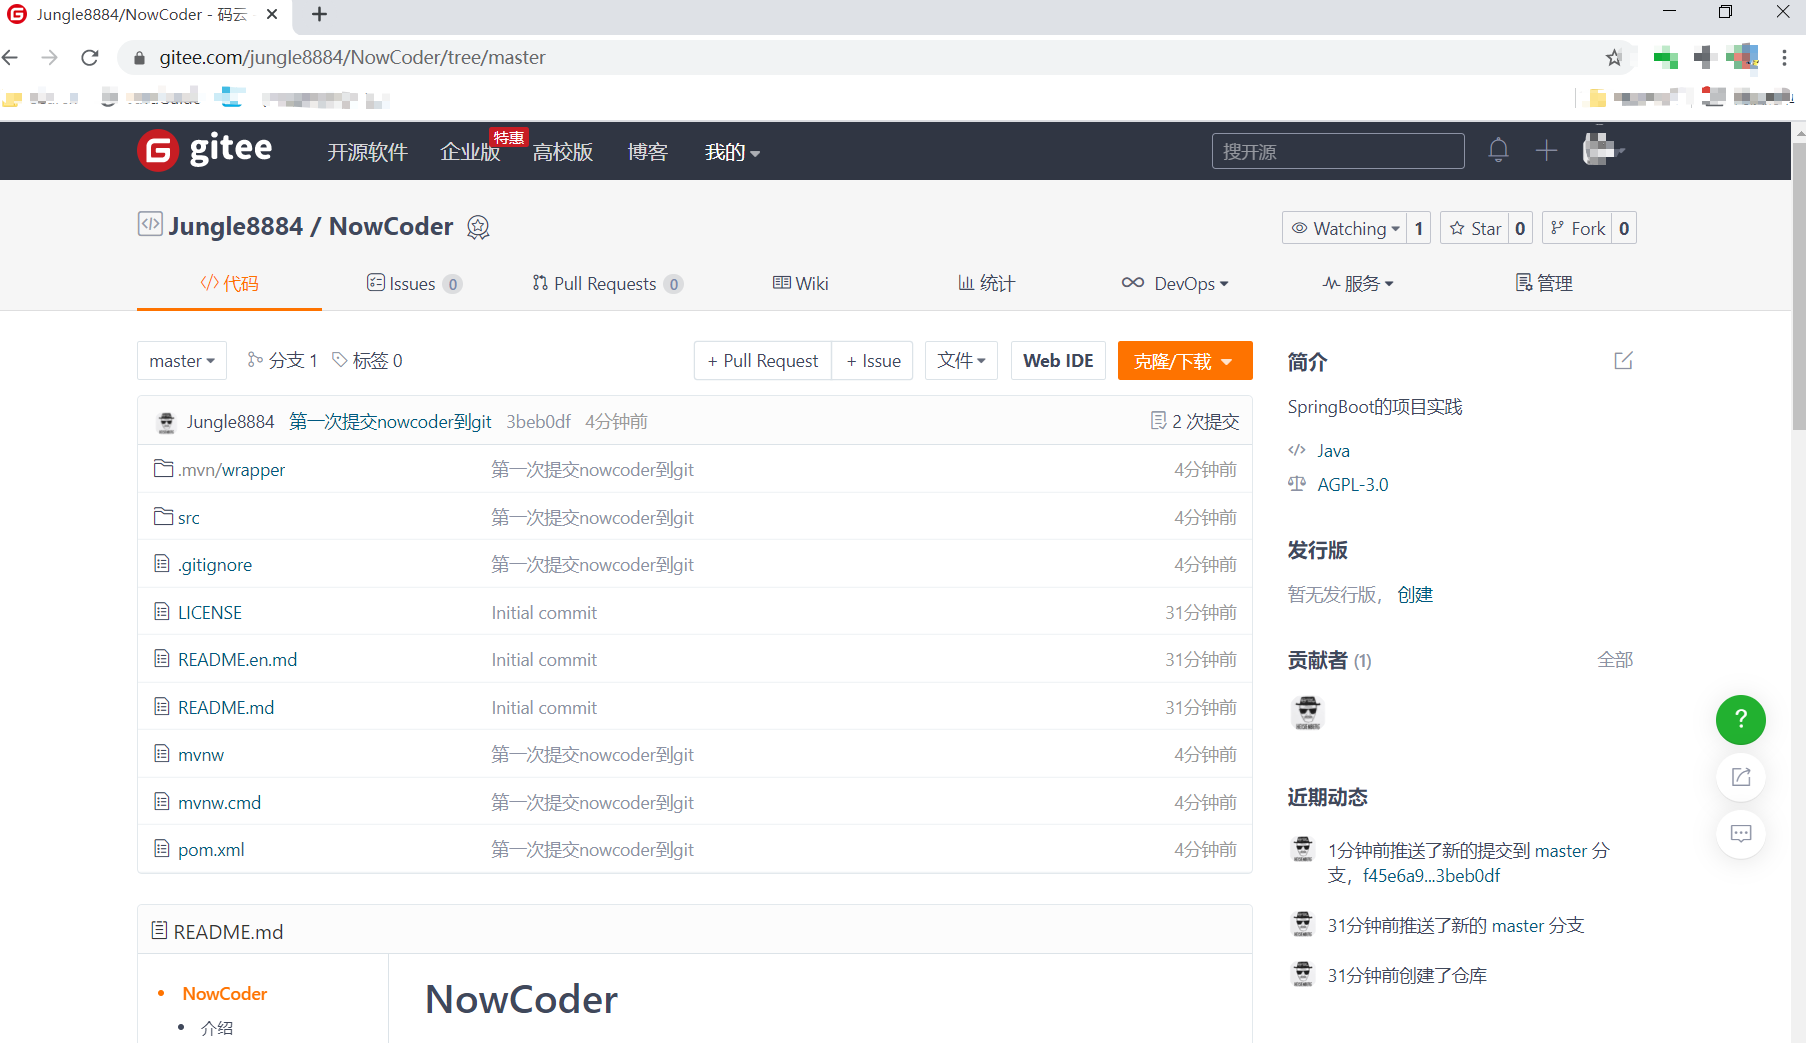 Jungle8884/NowCoder - 码云
gitee.com/jungle8884/NowCoder/tree/master
gitee
开源软件 企业版 特惠 高校版 博客 我的
搜开源
Jungle8884 / NowCoder
Watching 1 Star 0 Fork 0
代码 Issues 0 Pull Requests 0 Wiki 统计 DevOps 服务 管理
master 分支 1 标签 0
+ Pull Request + Issue 文件 Web IDE 克隆/下载
Jungle8884 第一次提交nowcoder到git 3beb0df 4分钟前 2 次提交
.mvn/wrapper 第一次提交nowcoder到git 4分钟前
src 第一次提交nowcoder到git 4分钟前
.gitignore 第一次提交nowcoder到git 4分钟前
LICENSE Initial commit 31分钟前
README.en.md Initial commit 31分钟前
README.md Initial commit 31分钟前
mvnw 第一次提交nowcoder到git 4分钟前
mvnw.cmd 第一次提交nowcoder到git 4分钟前
pom.xml 第一次提交nowcoder到git 4分钟前
README.md
NowCoder
介绍
NowCoder
简介
SpringBoot的项目实践
Java
AGPL-3.0
发行版
暂无发行版， 创建
贡献者 (1) 全部
近期动态
1分钟前推送了新的提交到 master 分
支，f45e6a9...3beb0df
31分钟前推送了新的 master 分支
31分钟前创建了仓库
?